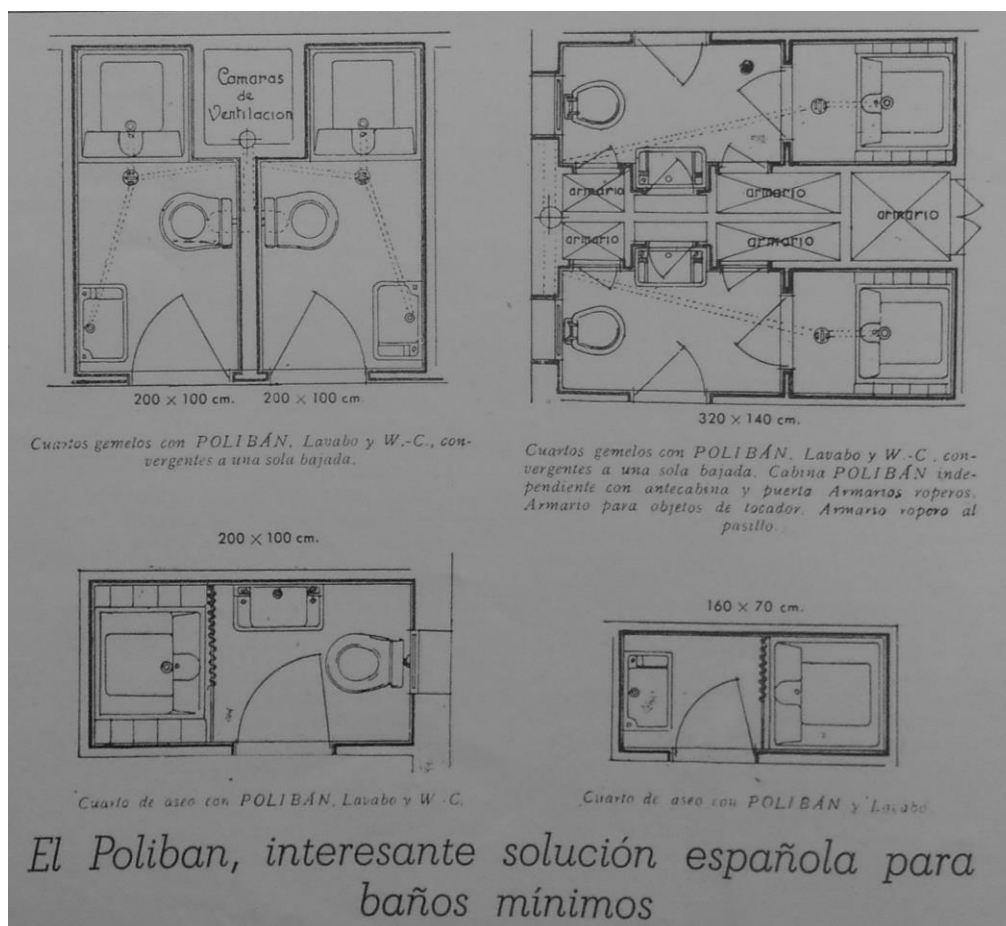 Camaras
de
Ventilacion
200 × 100 cm.
200 × 100 cm.
Cuartos gemelos con POLIBÁN, Lavabo y W.-C., con-
vergentes a una sola bajada.
armario
armario
armario
armario
armario
320 × 140 cm.
Cuartos gemelos con POLIBÁN, Lavabo y W.-C., con-
vergentes a una sola bajada. Cabina POLIBÁN inde-
pendiente con antecabina y puerta Armarios roperos.
Armario para objetos de tocador. Armario ropero al
pasillo.
200 × 100 cm.
Cuarto de aseo con POLIBÁN, Lavabo y W.-C.
160 × 70 cm.
Cuarto de aseo con POLIBÁN y Lavabo
El Poliban, interesante solución española para
baños mínimos